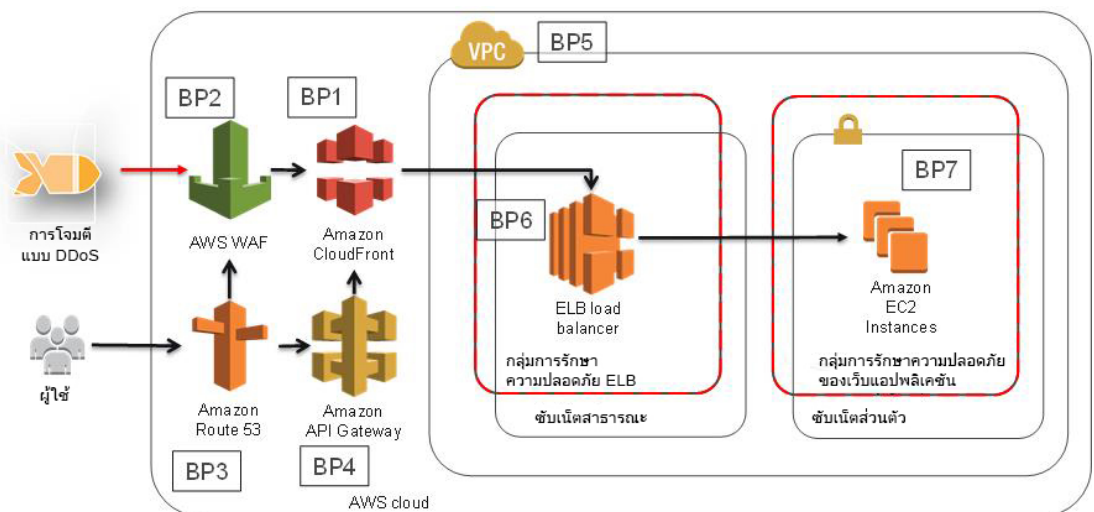 VPC
BP5
BP2
BP1
BP7
BP6
การโจมตี
แบบ DDoS
AWS WAF
Amazon
CloudFront
ELB load
balancer
Amazon
EC2
Instances
กลุ่มการรักษา
ความปลอดภัย ELB
กลุ่มการรักษาความปลอดภัย
ของเว็บแอปพลิเคชัน
ผู้ใช้
Amazon
Route 53
Amazon
API Gateway
ซับเน็ตสาธารณะ
ซับเน็ตส่วนตัว
BP3
BP4
AWS cloud